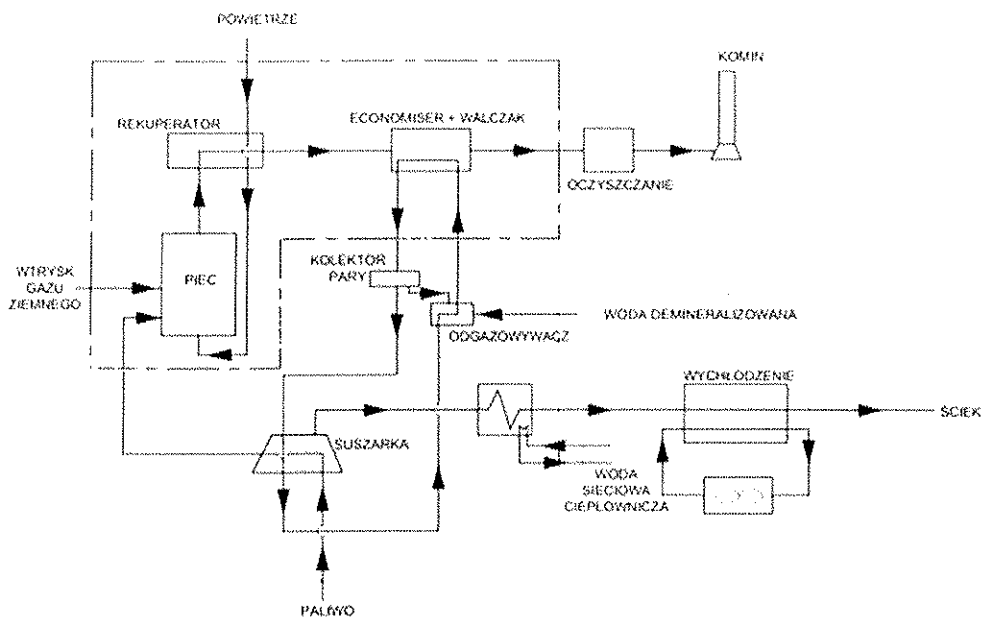 POWIETRZE
KOMIN
REKUPERATOR
ECONOMISER + WALCZAK
OCZYSZCZANIE
KOLEKTOR
PARY
PIEC
WTRYSK
GAZU
ZIEMNEGO
WODA DEMINERALIZOWANA
ODGAZOWYWACZ
WYCHŁODZENIE
ŚCIEK
SUSZARKA
WODA
SIECIOWA
CIEPŁOWNICZA
PALIWO